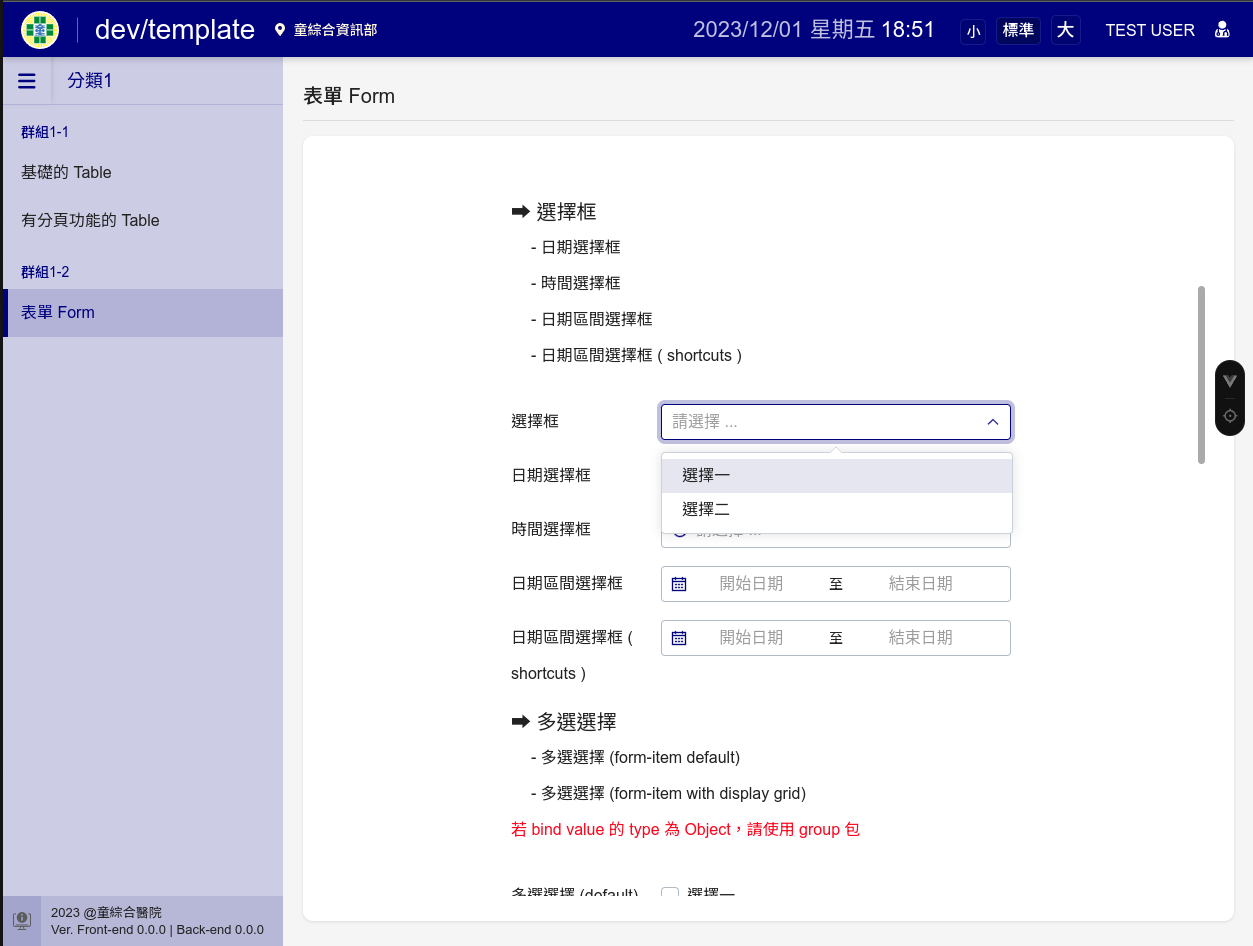 童
dev/template
童綜合資訊部
2023/12/01 星期五 18:51
小
標準
大
TEST USER
分類1
群組1-1
基礎的 Table
有分頁功能的 Table
群組1-2
表單 Form
2023 @童綜合醫院
Ver. Front-end 0.0.0 | Back-end 0.0.0
表單 Form
➡ 選擇框
- 日期選擇框
- 時間選擇框
- 日期區間選擇框
- 日期區間選擇框 ( shortcuts )
選擇框
請選擇 ...
選擇一
選擇二
日期選擇框
時間選擇框
請選擇 ...
日期區間選擇框
開始日期 至 結束日期
日期區間選擇框 (
shortcuts )
開始日期 至 結束日期
➡ 多選選擇
- 多選選擇 (form-item default)
- 多選選擇 (form-item with display grid)
若 bind value 的 type 為 Object，請使用 group 包
多選選擇 (default)
選擇一